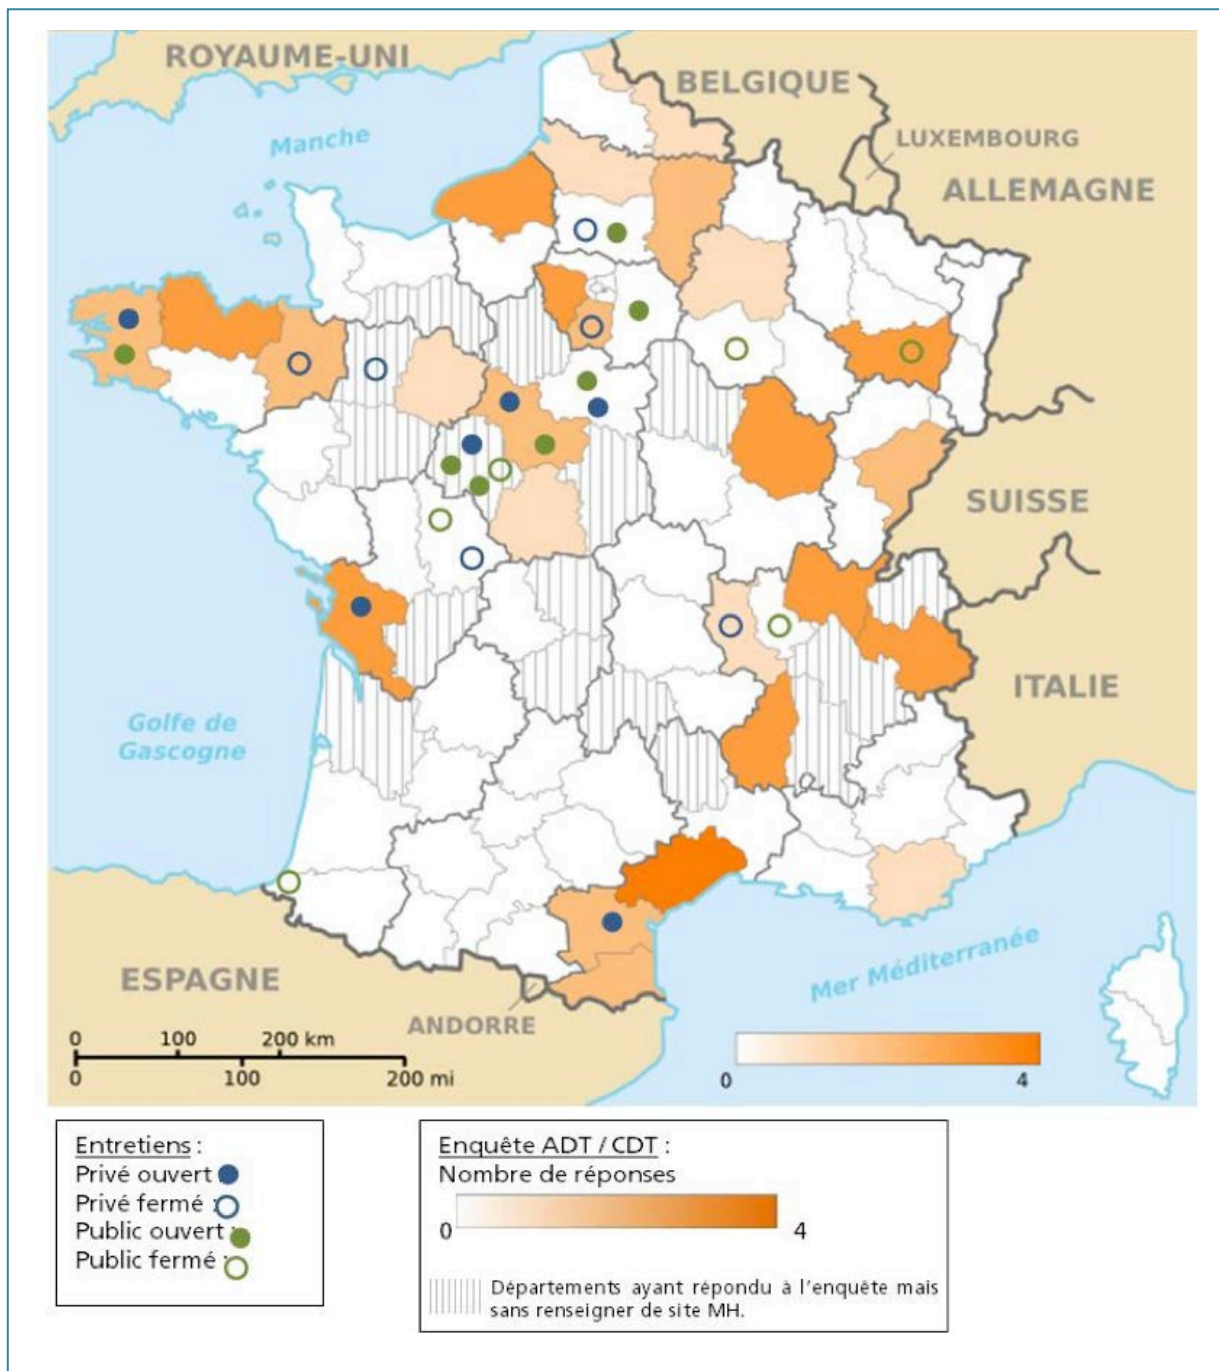 ROYAUME-UNI
BELGIQUE
Manche
LUXEMBOURG
ALLEMAGNE
SUISSE
ITALIE
Golfe de
Gascogne
Mer Méditerranée
ESPAGNE
ANDORRE
0 100 200 km
0 100 200 mi
0 4
Entretiens :
Privé ouvert :
Privé fermé :
Public ouvert :
Public fermé :
Enquête ADT / CDT :
Nombre de réponses
0 4
Départements ayant répondu à l'enquête mais
sans renseigner de site MH.